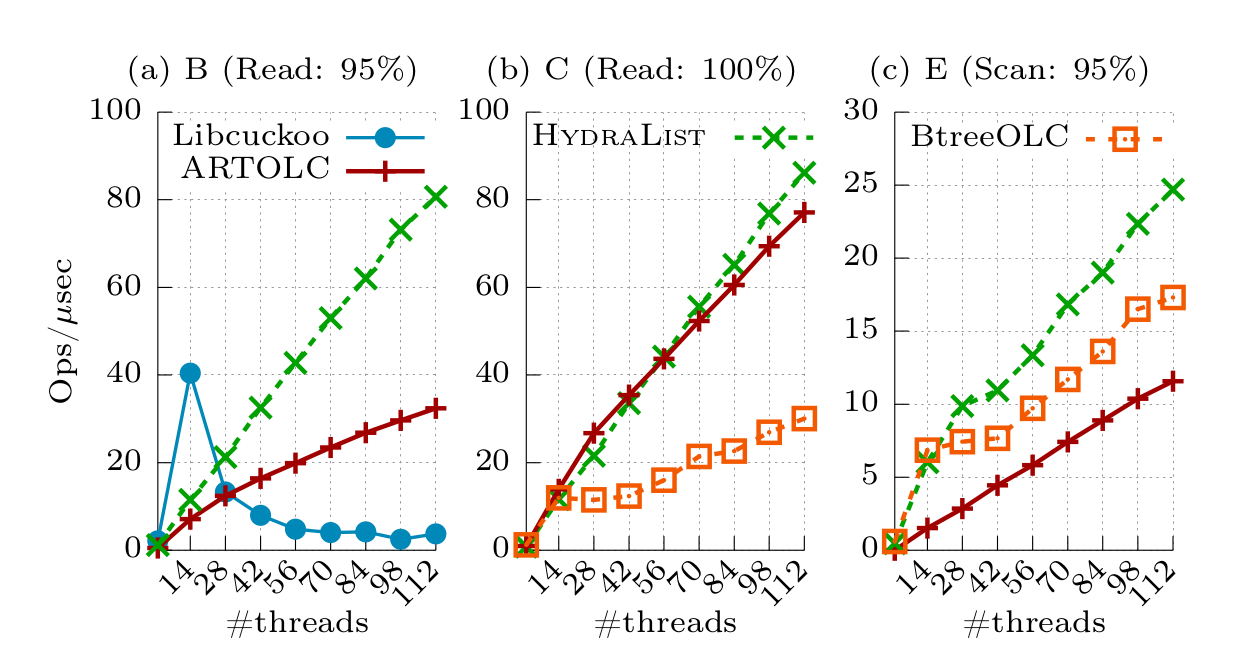 (a) B (Read: 95%)
(b) C (Read: 100%)
(c) E (Scan: 95%)
Ops/μsec
100
80
60
40
20
0
Libcuckoo
ARTOLC
14 28 42 56 70 84 98 112
#threads
100
80
60
40
20
0
HYDRALIST
14 28 42 56 70 84 98 112
#threads
30
25
20
15
10
5
0
BtreeOLC
14 28 42 56 70 84 98 112
#threads